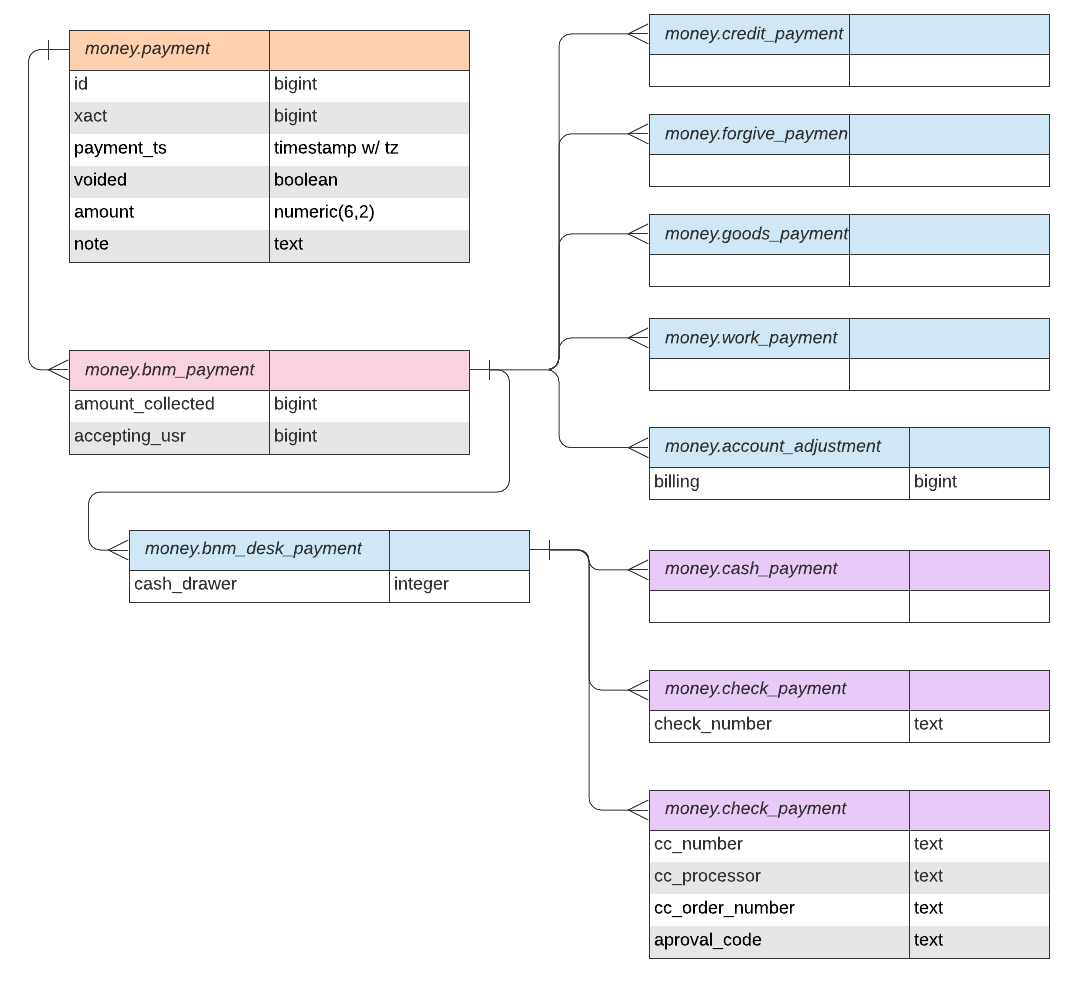 money.payment
id bigint
xact bigint
payment_ts timestamp w/ tz
voided boolean
amount numeric(6,2)
note text
money.bnm_payment
amount_collected bigint
accepting_usr bigint
money.bnm_desk_payment
cash_drawer integer
money.credit_payment
money.forgive_paymen
money.goods_payment
money.work_payment
money.account_adjustment
billing bigint
money.cash_payment
money.check_payment
check_number text
money.check_payment
cc_number text
cc_processor text
cc_order_number text
aproval_code text